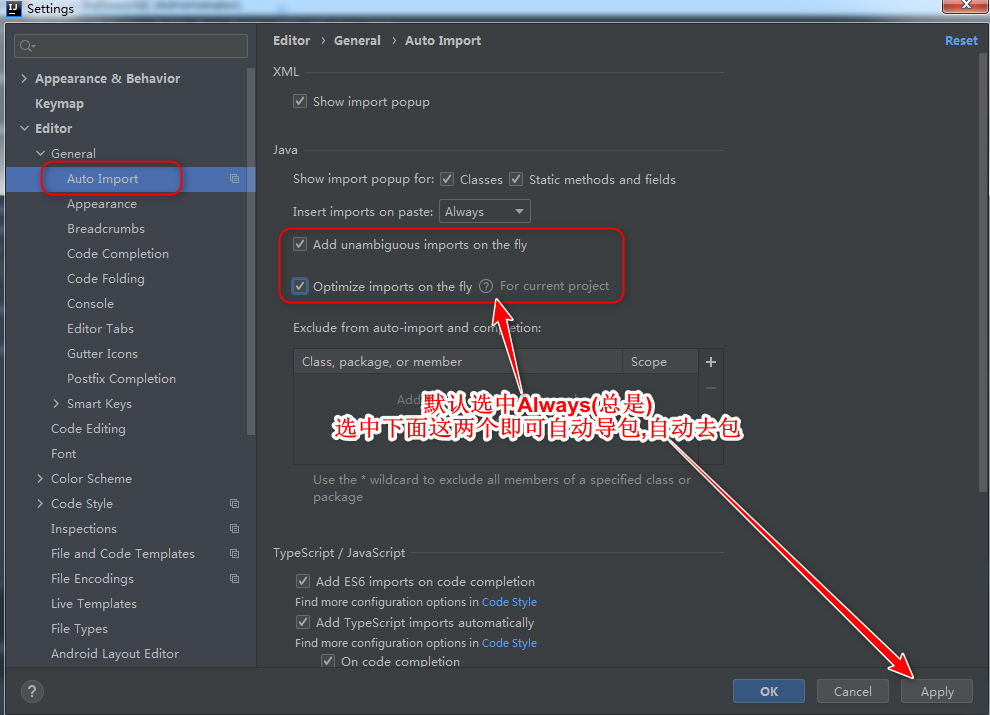 Settings
Editor › General › Auto Import
Reset
Appearance & Behavior
Keymap
Editor
General
Auto Import
Appearance
Breadcrumbs
Code Completion
Code Folding
Console
Editor Tabs
Gutter Icons
Postfix Completion
Smart Keys
Code Editing
Font
Color Scheme
Code Style
Inspections
File and Code Templates
File Encodings
Live Templates
File Types
Android Layout Editor
XML
Show import popup
Java
Show import popup for: Classes Static methods and fields
Insert imports on paste: Always
Add unambiguous imports on the fly
Optimize imports on the fly ? For current project
Exclude from auto-import and completion:
Class, package, or member Scope
默认选中Always(总是)
选中下面这两个即可自动导包,自动去包
Use the * wildcard to exclude all members of a specified class or
package
TypeScript / JavaScript
Add ES6 imports on code completion
Find more configuration options in Code Style
Add TypeScript imports automatically
Find more configuration options in Code Style
On code completion
? OK Cancel Apply